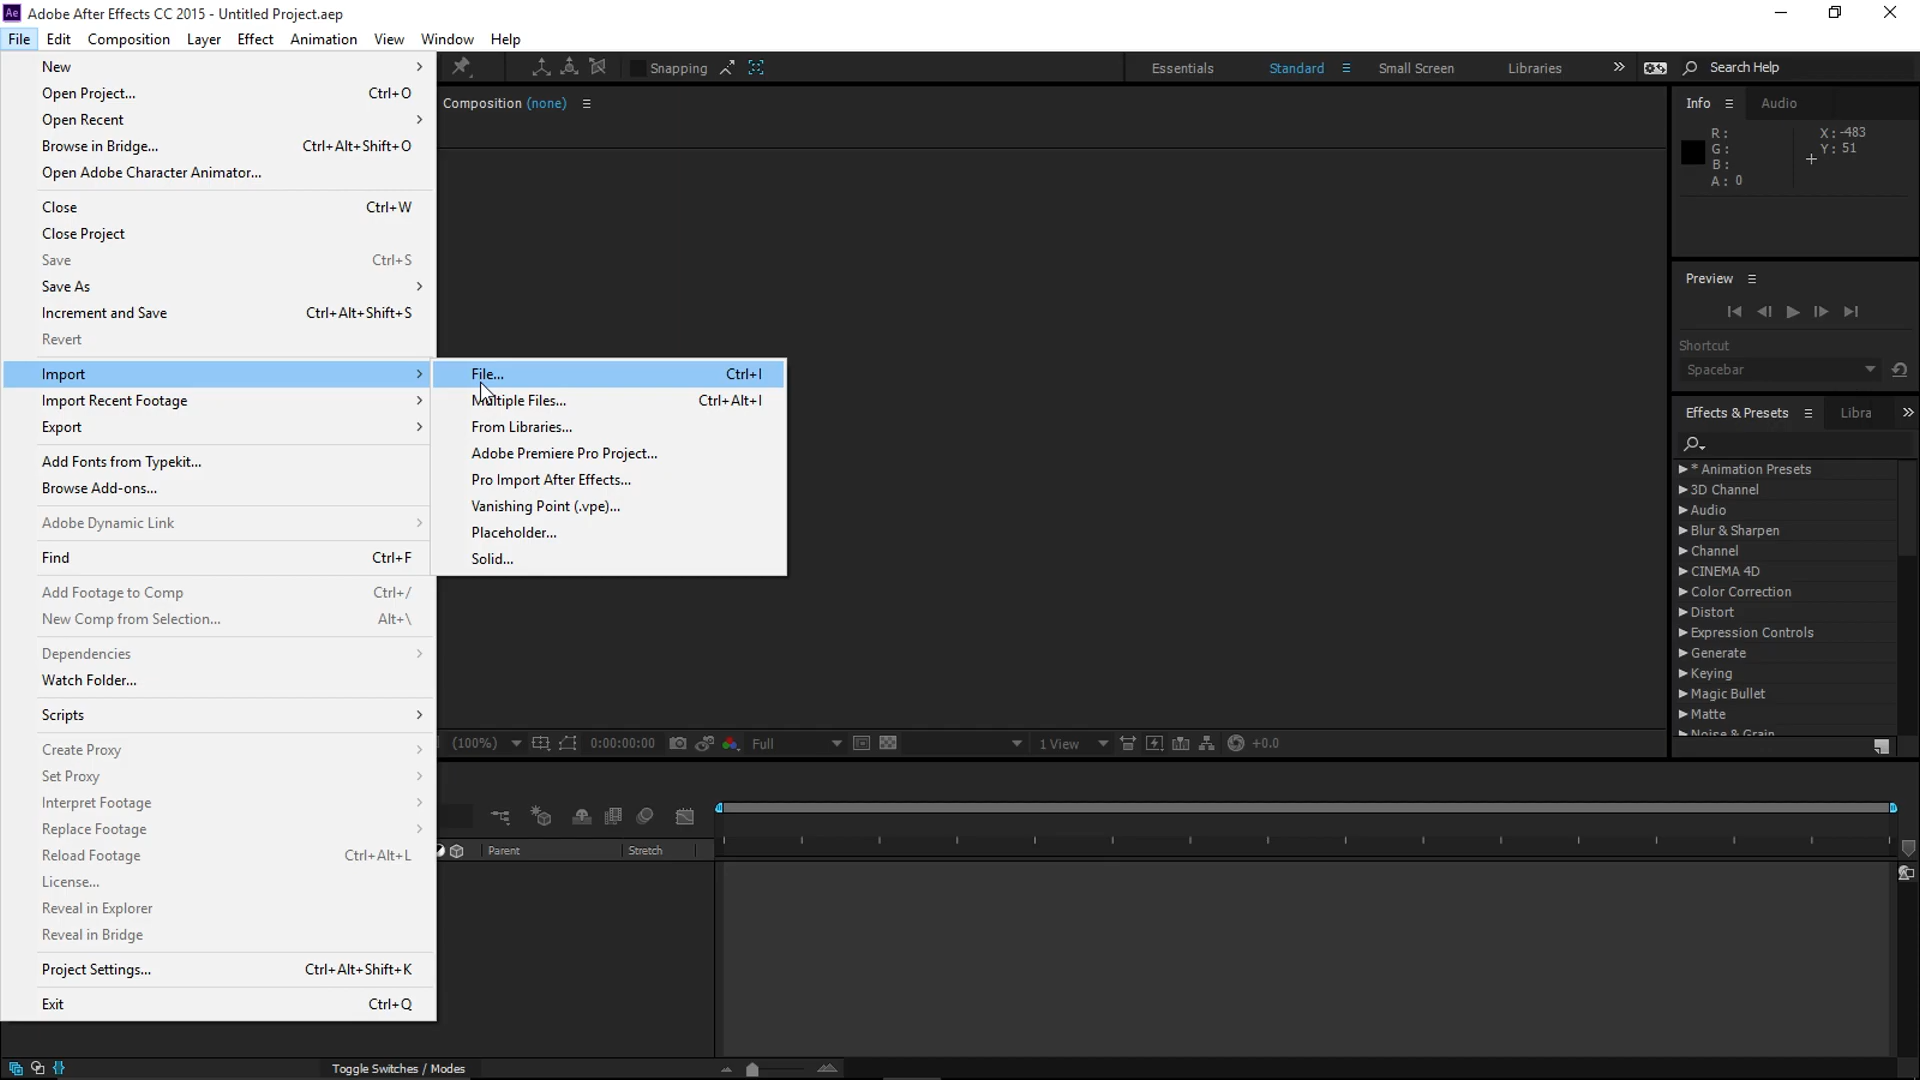 Ae Adobe After Effects CC 2015 - Untitled Project.aep
File Edit Composition Layer Effect Animation View Window Help
Snapping Essentials Standard Small Screen Libraries Search Help
New
Open Project... Ctrl+O
Open Recent
Browse in Bridge... Ctrl+Alt+Shift+O
Open Adobe Character Animator...
Close Ctrl+W
Close Project
Save Ctrl+S
Save As
Increment and Save Ctrl+Alt+Shift+S
Revert
Import
Import Recent Footage
Export
Add Fonts from Typekit...
Browse Add-ons...
Adobe Dynamic Link
Find Ctrl+F
Add Footage to Comp Ctrl+/
New Comp from Selection... Alt+\
Dependencies
Watch Folder...
Scripts
Create Proxy
Set Proxy
Interpret Footage
Replace Footage
Reload Footage Ctrl+Alt+L
License...
Reveal in Explorer
Reveal in Bridge
Project Settings... Ctrl+Alt+Shift+K
Exit Ctrl+Q
File... Ctrl+I
Multiple Files... Ctrl+Alt+I
From Libraries...
Adobe Premiere Pro Project...
Pro Import After Effects...
Vanishing Point (.vpe)...
Placeholder...
Solid...
Composition (none)
Info Audio
R: X: -483
G: Y: 51
B:
A: 0
Preview
Shortcut
Spacebar
Effects & Presets Libra
* Animation Presets
3D Channel
Audio
Blur & Sharpen
Channel
CINEMA 4D
Color Correction
Distort
Expression Controls
Generate
Keying
Magic Bullet
Matte
Noise & Grain
(100%) 0:00:00:00 Full 1 View +0.0
Parent Stretch
Toggle Switches / Modes